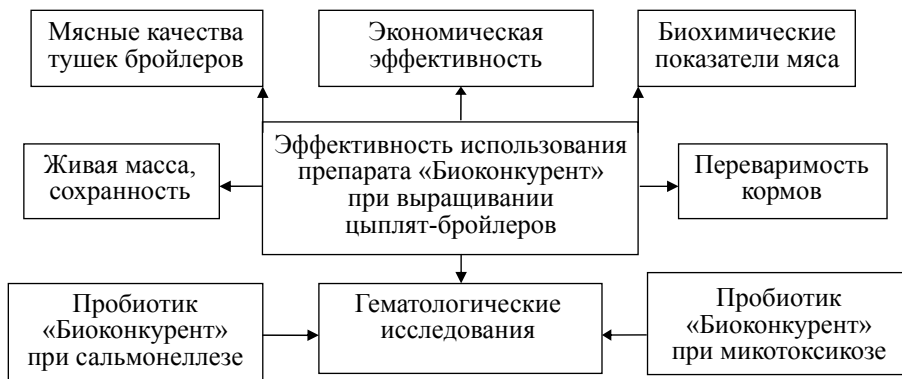 Мясные качества
тушек бройлеров
Экономическая
эффективность
Биохимические
показатели мяса
Живая масса,
сохранность
Эффективность использования
препарата «Биоконкурент»
при выращивании
цыплят-бройлеров
Переваримость
кормов
Пробиотик
«Биоконкурент»
при сальмонеллезе
Гематологические
исследования
Пробиотик
«Биоконкурент»
при микотоксикозе